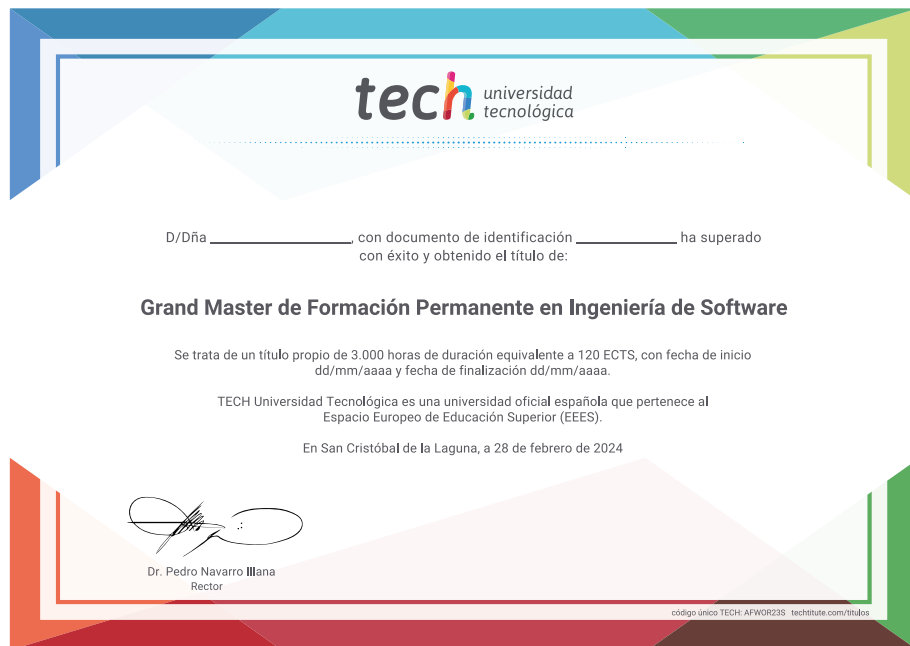 tech universidad
tecnológica
D/Dña ____________________, con documento de identificación ______________ ha superado
con éxito y obtenido el título de:
Grand Master de Formación Permanente en Ingeniería de Software
Se trata de un título propio de 3.000 horas de duración equivalente a 120 ECTS, con fecha de inicio
dd/mm/aaaa y fecha de finalización dd/mm/aaaa.
TECH Universidad Tecnológica es una universidad oficial española que pertenece al
Espacio Europeo de Educación Superior (EEES).
En San Cristóbal de la Laguna, a 28 de febrero de 2024
Dr. Pedro Navarro Illana
Rector
código único TECH: AFWOR23S techtitute.com/titulos